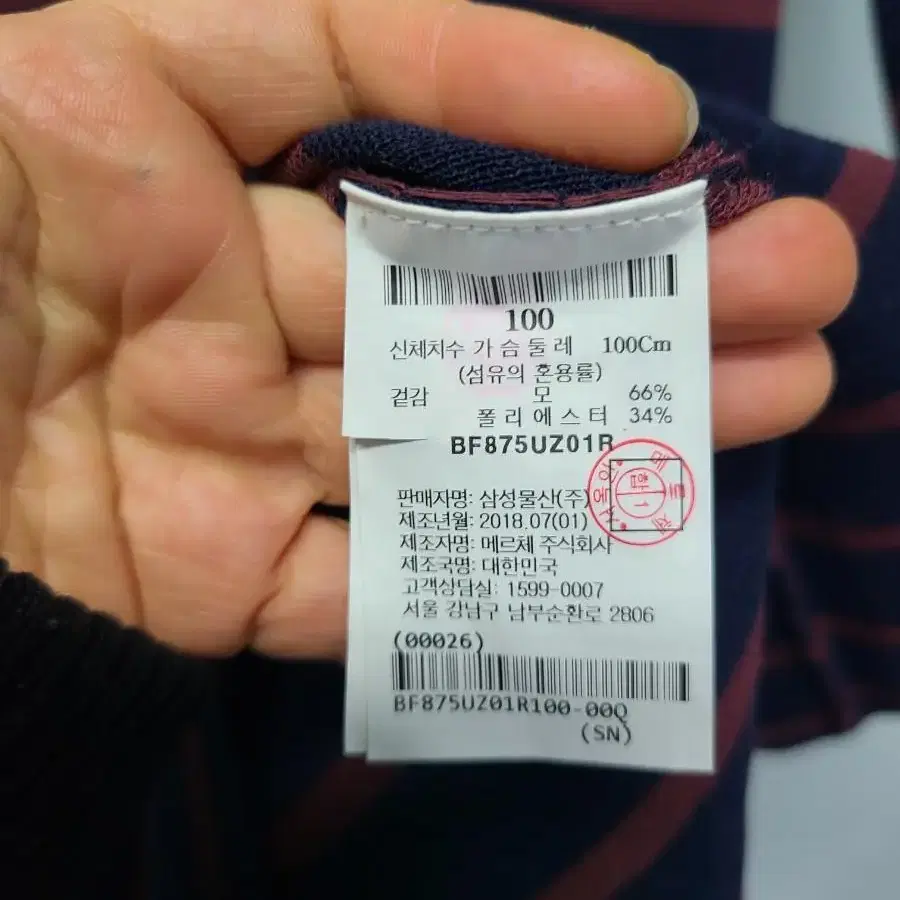 100
신체치수 가슴둘레 100Cm
(섬유의 혼용률)
겉감 모 66%
폴리에스터 34%
BF875UZ01R
판매자명: 삼성물산(주)
제조년월: 2018.07(01)
제조자명: 메르체 주식회사
제조국명: 대한민국
고객상담실: 1599-0007
서울 강남구 남부순환로 2806
(00026)
BF875UZ01R100-00Q
(SN)